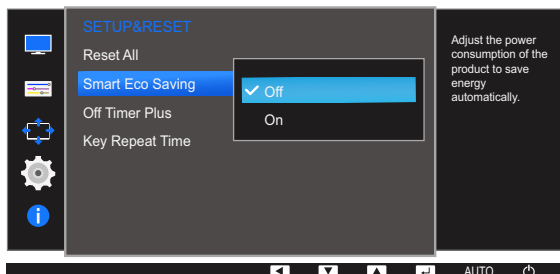 SETUP&RESET
Reset All
Smart Eco Saving
Off Timer Plus
Key Repeat Time
Off
On
Adjust the power
consumption of the
product to save
energy
automatically.
AUTO